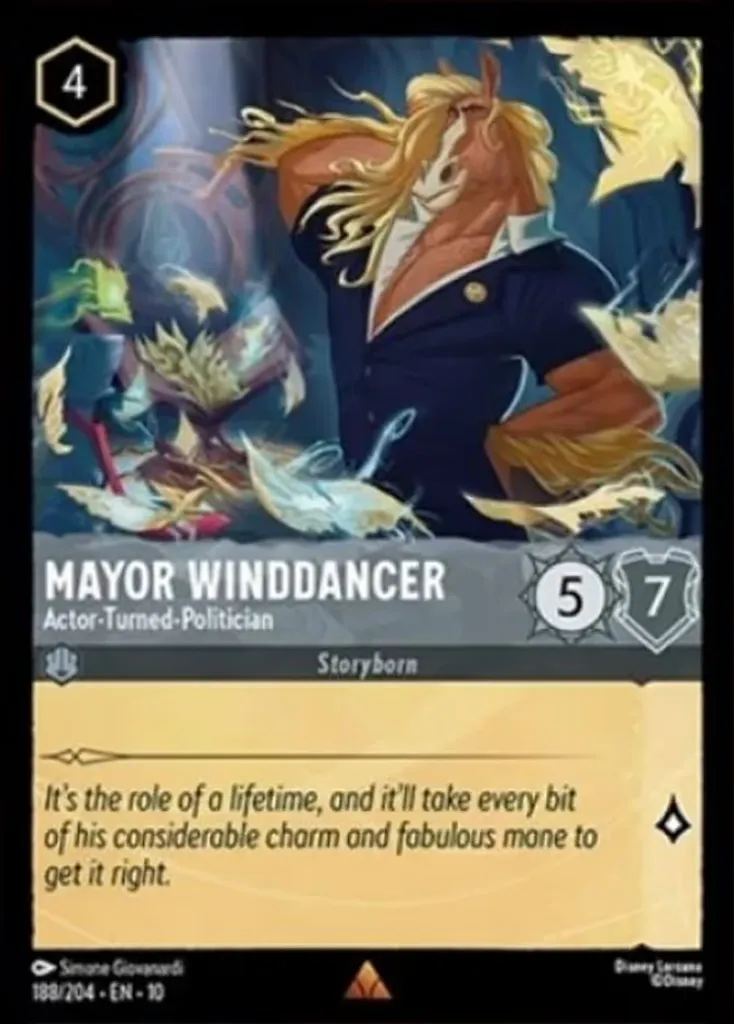 4
MAYOR WINDDANCER
Actor-Turned-Politician
5
7
Storyborn
It's the role of a lifetime, and it'll take every bit
of his considerable charm and fabulous mane to
get it right.
Simone Giovanardi
Disney Lorcana
188/204 • EN • 10
©Disney